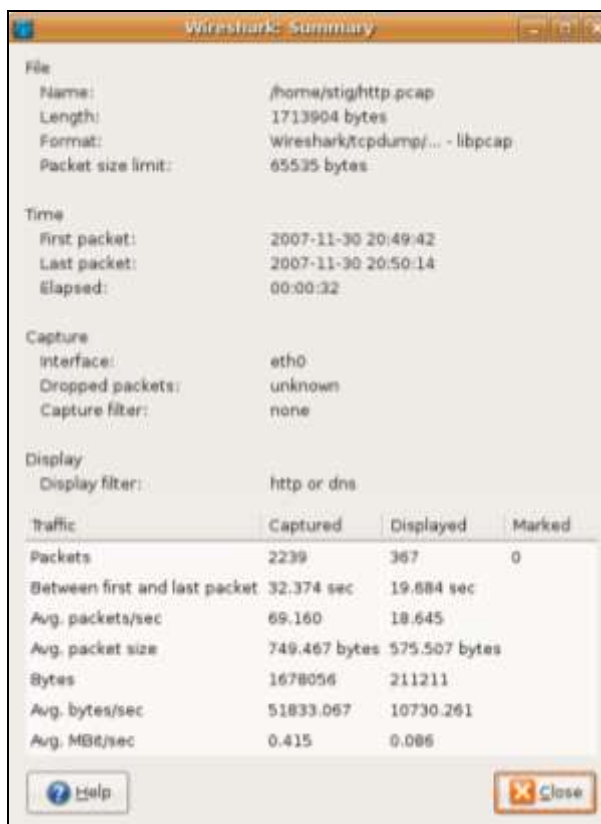 Wireshark: Summary
File
Name: /home/stig/http.pcap
Length: 1713904 bytes
Format: Wireshark/tcpdump/... - libpcap
Packet size limit: 65535 bytes
Time
First packet: 2007-11-30 20:49:42
Last packet: 2007-11-30 20:50:14
Elapsed: 00:00:32
Capture
Interface: eth0
Dropped packets: unknown
Capture filter: none
Display
Display filter: http or dns
Traffic Captured Displayed Marked
Packets 2239 367 0
Between first and last packet 32.374 sec 19.684 sec
Avg. packets/sec 69.160 18.645
Avg. packet size 749.467 bytes 575.507 bytes
Bytes 1678056 211211
Avg. bytes/sec 51833.067 10730.261
Avg. MBit/sec 0.415 0.086
Help Close